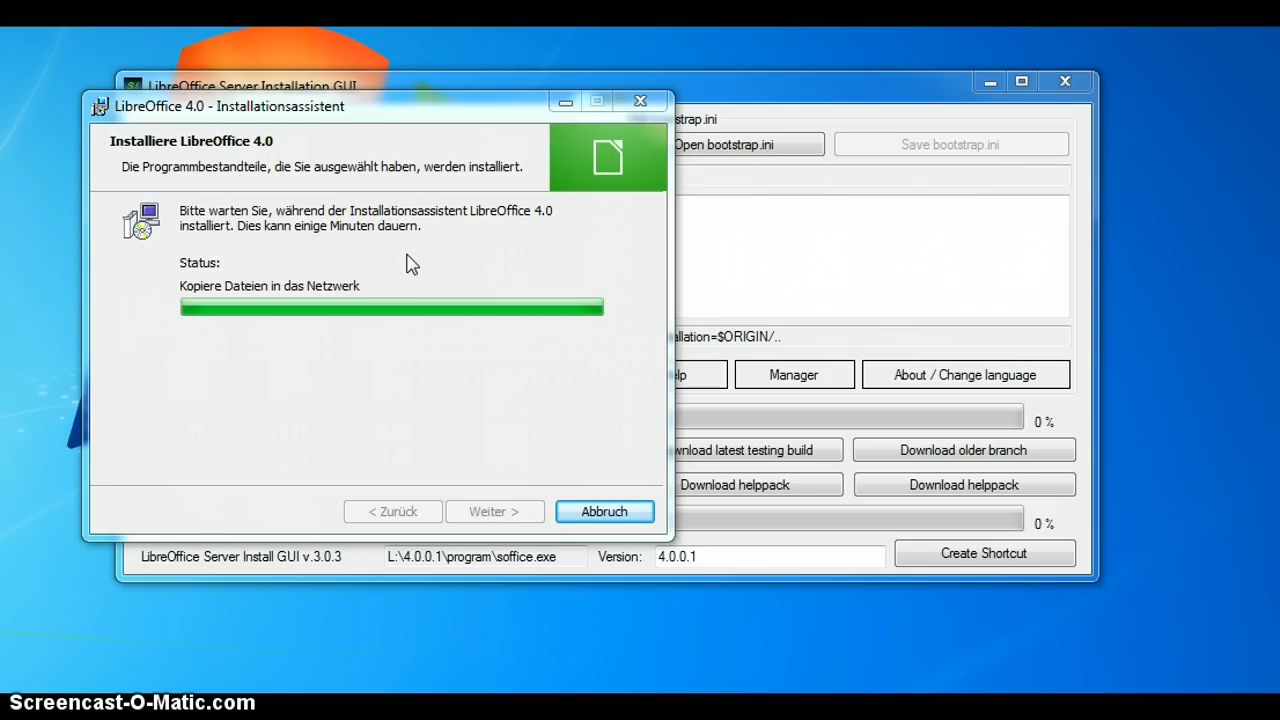 LibreOffice Server Installation GUI
LibreOffice 4.0 - Installationsassistent
Installiere LibreOffice 4.0
Die Programmbestandteile, die Sie ausgewählt haben, werden installiert.
Bitte warten Sie, während der Installationsassistent LibreOffice 4.0
installiert. Dies kann einige Minuten dauern.
Status:
Kopiere Dateien in das Netzwerk
< Zurück
Weiter >
Abbruch
strap.ini
Open bootstrap.ini
Save bootstrap.ini
allation=$ORIGIN/..
elp
Manager
About / Change language
0 %
wnload latest testing build
Download older branch
Download helppack
Download helppack
0 %
LibreOffice Server Install GUI v.3.0.3
L:\4.0.0.1\program\soffice.exe
Version:
4.0.0.1
Create Shortcut
Screencast-O-Matic.com